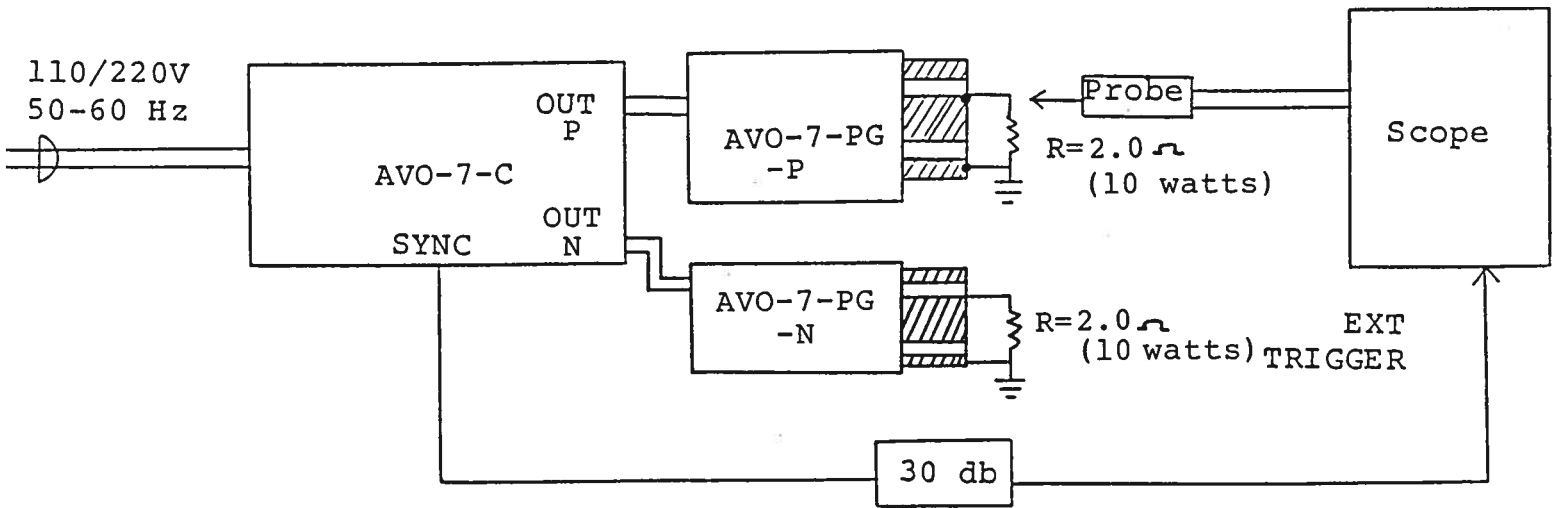 110/220V
50-60 Hz
AVO-7-C
OUT
P
OUT
N
SYNC
AVO-7-PG
-P
R=2.0 Ω
(10 watts)
Probe
Scope
AVO-7-PG
-N
R=2.0 Ω
(10 watts)
EXT
TRIGGER
30 db